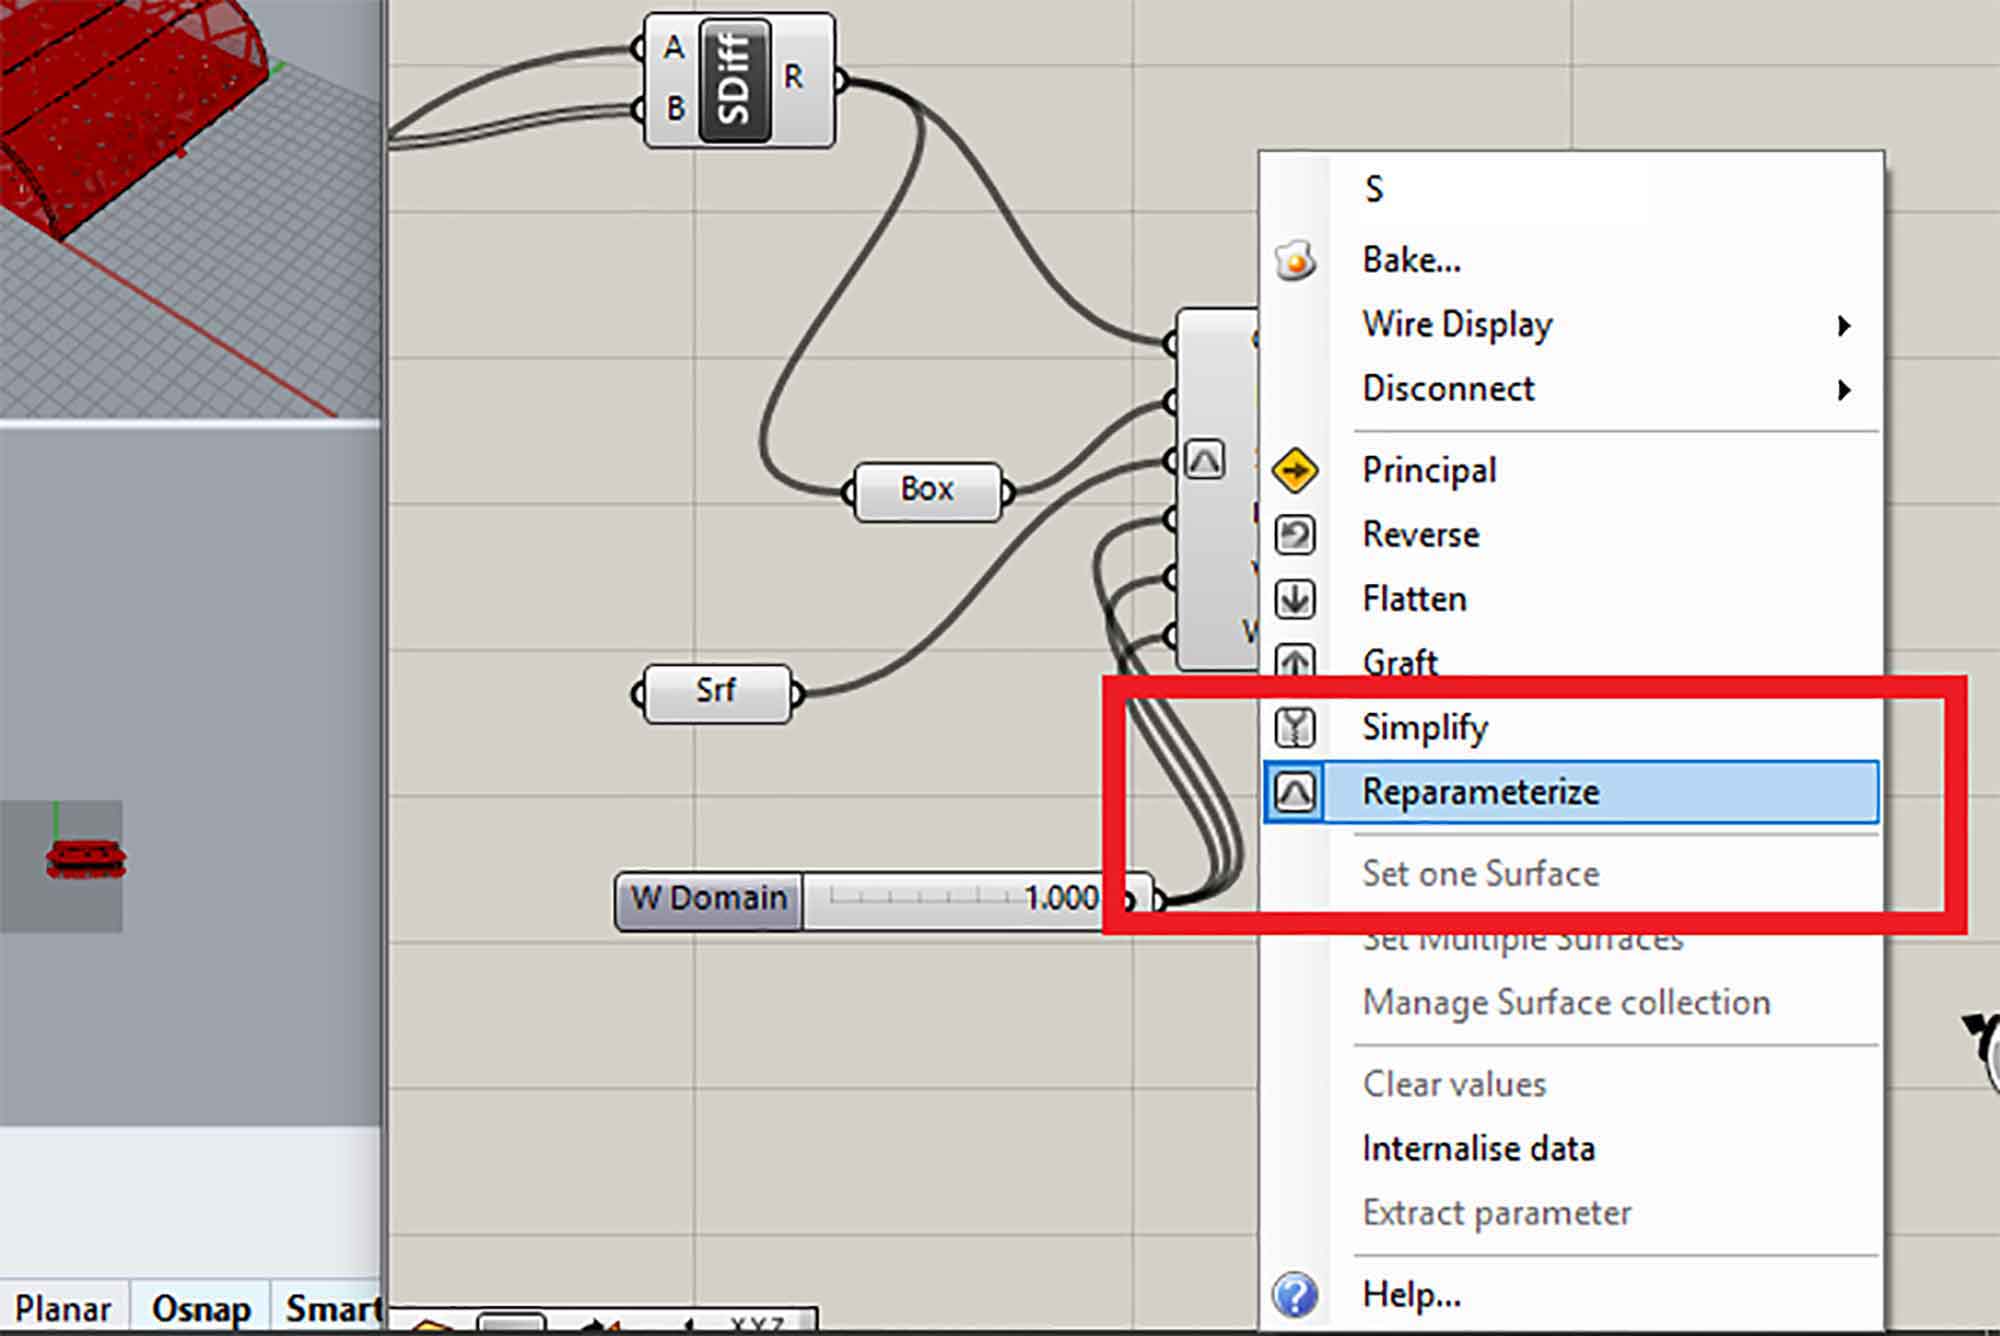 A
B
SDiff
R
Box
Srf
W Domain
1.000
S
Bake...
Wire Display
Disconnect
Principal
Reverse
Flatten
Graft
Simplify
Reparameterize
Set one Surface
Set Multiple Surfaces
Manage Surface collection
Clear values
Internalise data
Extract parameter
Help...
Planar
Osnap
Smart
XYZ